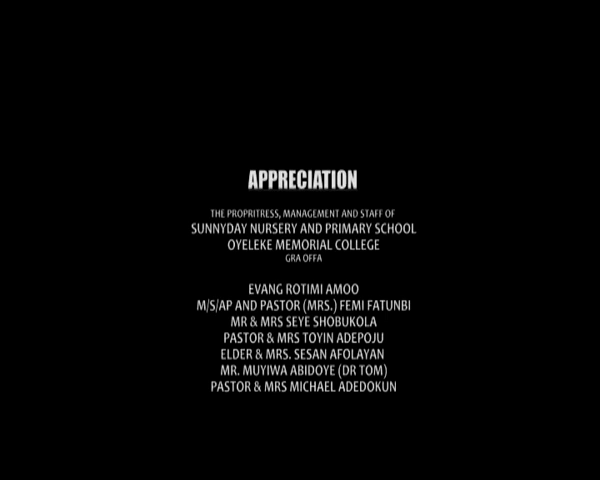 APPRECIATION
THE PROPRITRESS, MANAGEMENT AND STAFF OF
SUNNYDAY NURSERY AND PRIMARY SCHOOL
OYELEKE MEMORIAL COLLEGE
GRA OFFA
EVANG ROTIMI AMOO
M/S/AP AND PASTOR (MRS.) FEMI FATUNBI
MR & MRS SEYE SHOBUKOLA
PASTOR & MRS TOYIN ADEPOJU
ELDER & MRS. SESAN AFOLAYAN
MR. MUYIWA ABIDOYE (DR TOM)
PASTOR & MRS MICHAEL ADEDOKUN